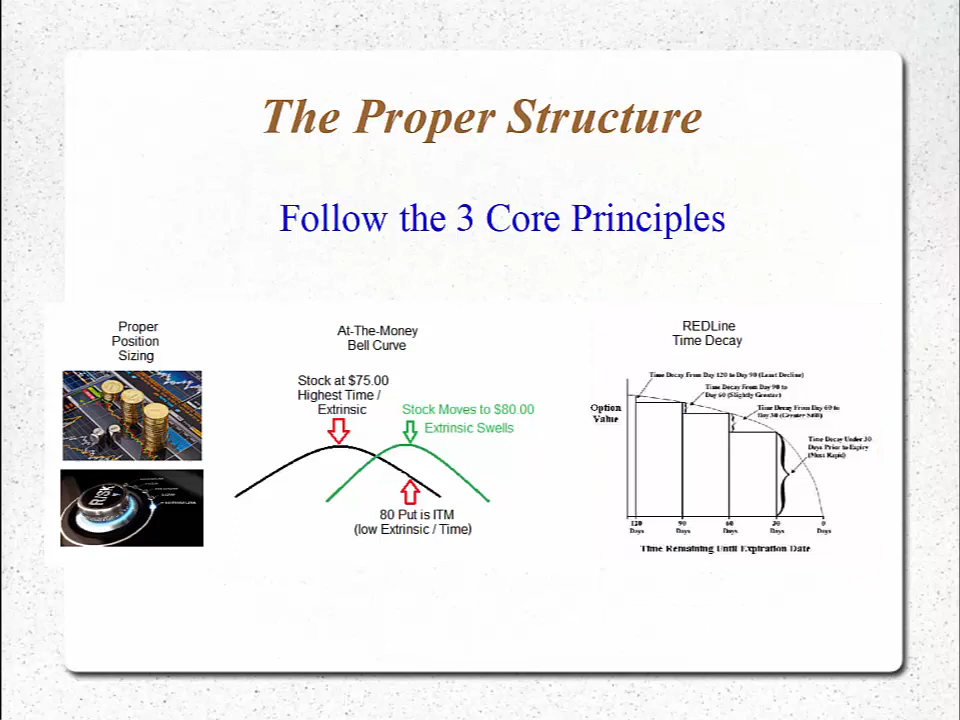 The Proper Structure
Follow the 3 Core Principles
Proper
Position
Sizing
RISK
At-The-Money
Bell Curve
Stock at $75.00
Highest Time /
Extrinsic
Stock Moves to $80.00
Extrinsic Swells
80 Put is ITM
(low Extrinsic / Time)
REDLine
Time Decay
Time Decay From Day 120 to Day 90 (Least Decline)
Time Decay From Day 90 to
Day 60 (Slightly Greater)
Time Decay From Day 60 to
Day 30 (Greater Still)
Time Decay Under 30
Days Prior to Expiry
(Most Rapid)
Option
Value
120 90 60 30 0
Days Days Days Days Days
Time Remaining Until Expiration Date